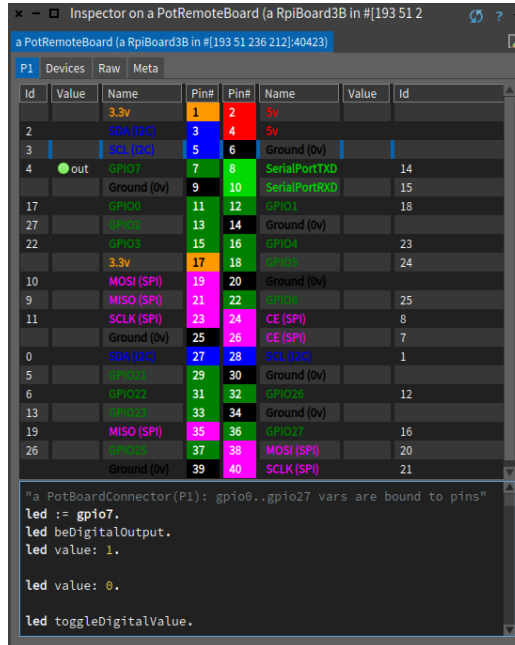 Inspector on a PotRemoteBoard (a RpiBoard3B in #[193 51 2
a PotRemoteBoard (a RpiBoard3B in #[193 51 236 212]:40423)
P1 Devices Raw Meta
Id Value Name Pin# Pin# Name Value Id
3.3v 1 2 5v
2 SDA (I2C) 3 4 5v
3 SCL (I2C) 5 6 Ground (0v)
4 out GPIO7 7 8 SerialPortTXD 14
Ground (0v) 9 10 SerialPortRXD 15
17 GPIO0 11 12 GPIO1 18
27 GPIO2 13 14 Ground (0v)
22 GPIO3 15 16 GPIO4 23
3.3v 17 18 GPIO5 24
10 MOSI (SPI) 19 20 Ground (0v)
9 MISO (SPI) 21 22 GPIO6 25
11 SCLK (SPI) 23 24 CE (SPI) 8
Ground (0v) 25 26 CE (SPI) 7
0 SDA (I2C) 27 28 SCL (I2C) 1
5 GPIO21 29 30 Ground (0v)
6 GPIO22 31 32 GPIO26 12
13 GPIO23 33 34 Ground (0v)
19 MISO (SPI) 35 36 GPIO27 16
26 GPIO25 37 38 MOSI (SPI) 20
Ground (0v) 39 40 SCLK (SPI) 21
"a PotBoardConnector(P1): gpio0..gpio27 vars are bound to pins"
led := gpio7.
led beDigitalOutput.
led value: 1.
led value: 0.
led toggleDigitalValue.